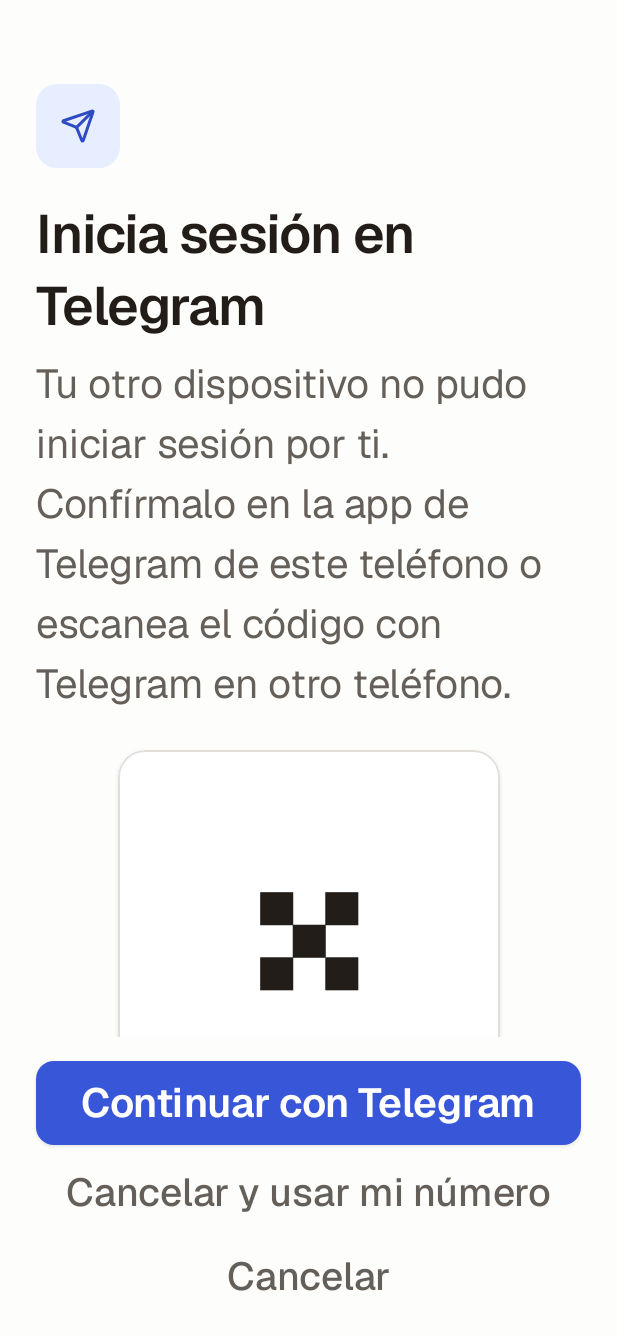 Inicia sesión en
Telegram
Tu otro dispositivo no pudo
iniciar sesión por ti.
Confírmalo en la app de
Telegram de este teléfono o
escanea el código con
Telegram en otro teléfono.
Continuar con Telegram
Cancelar y usar mi número
Cancelar